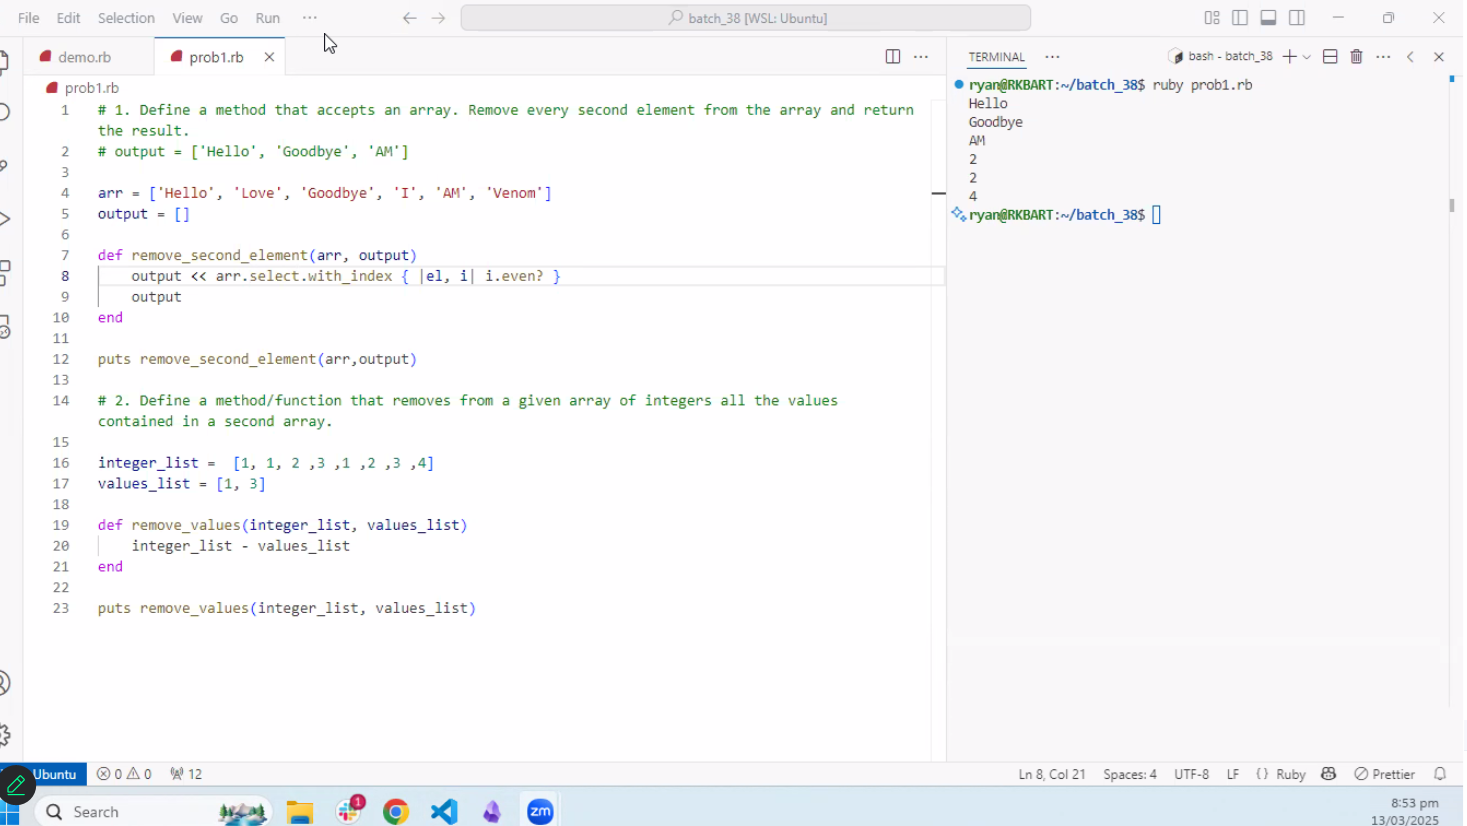 File Edit Selection View Go Run ···
batch_38 [WSL: Ubuntu]
demo.rb
prob1.rb
prob1.rb
1 # 1. Define a method that accepts an array. Remove every second element from the array and return
the result.
2 # output = ['Hello', 'Goodbye', 'AM']
3
4 arr = ['Hello', 'Love', 'Goodbye', 'I', 'AM', 'Venom']
5 output = []
6
7 def remove_second_element(arr, output)
8 output << arr.select.with_index { |el, i| i.even? }
9 output
10 end
11
12 puts remove_second_element(arr,output)
13
14 # 2. Define a method/function that removes from a given array of integers all the values
contained in a second array.
15
16 integer_list =  [1, 1, 2 ,3 ,1 ,2 ,3 ,4]
17 values_list = [1, 3]
18
19 def remove_values(integer_list, values_list)
20 integer_list - values_list
21 end
22
23 puts remove_values(integer_list, values_list)
TERMINAL ···
bash - batch_38
ryan@RKBART:~/batch_38$ ruby prob1.rb
Hello
Goodbye
AM
2
2
4
ryan@RKBART:~/batch_38$
Ubuntu 0 0 12
Ln 8, Col 21 Spaces: 4 UTF-8 LF {} Ruby Prettier
Search
1
zm
8:53 pm
13/03/2025